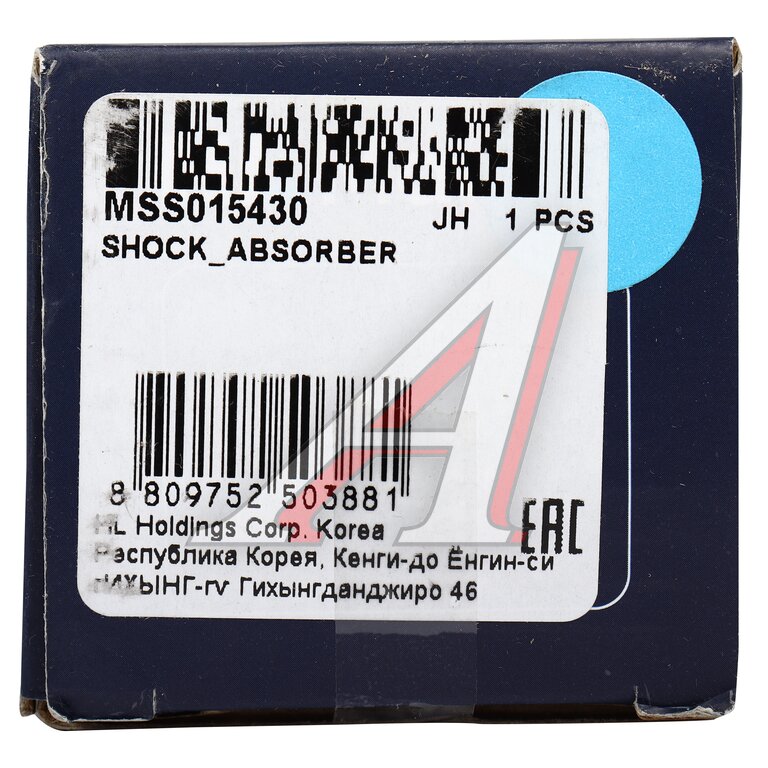 MSS015430 JH 1 PCS
SHOCK_ABSORBER
8 809752 503881
HL Holdings Corp. Korea
EAC
Республика Корея, Кенги-до Ёнгин-си
Гихынгданджиро 46